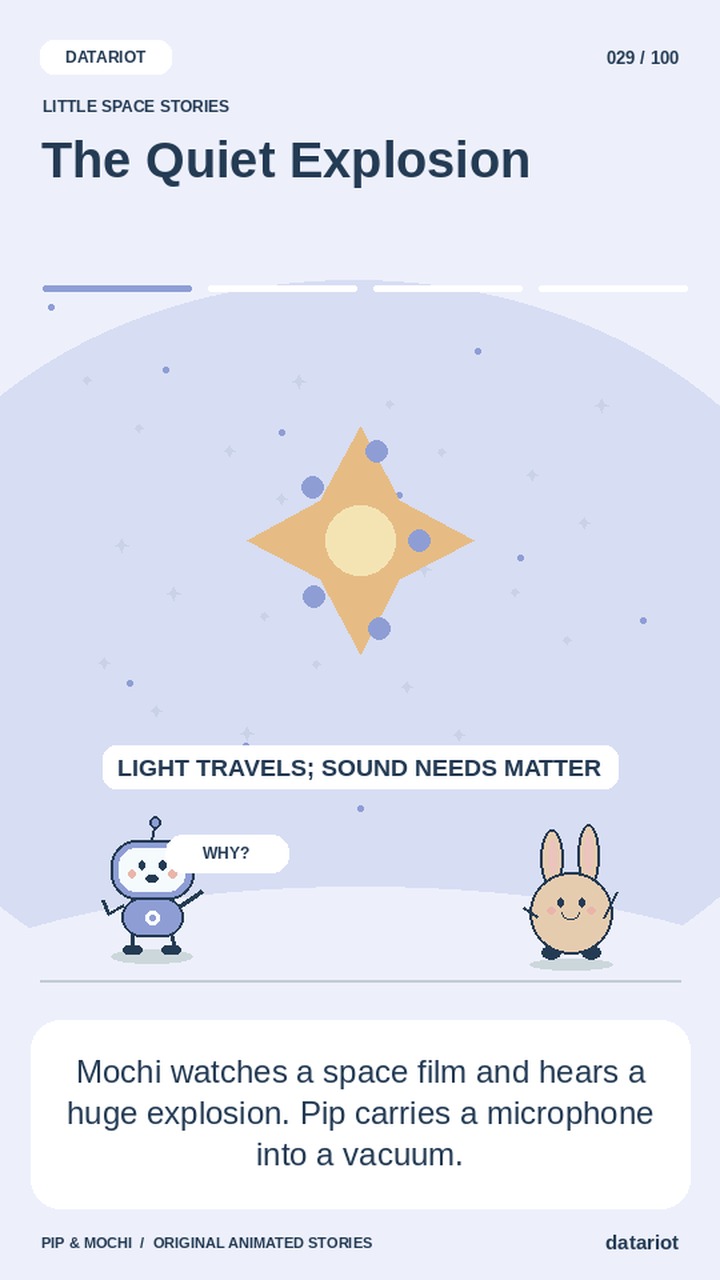 DATARIOT
029 / 100
LITTLE SPACE STORIES
The Quiet Explosion
LIGHT TRAVELS; SOUND NEEDS MATTER
WHY?
Mochi watches a space film and hears a
huge explosion. Pip carries a microphone
into a vacuum.
PIP & MOCHI / ORIGINAL ANIMATED STORIES
datariot